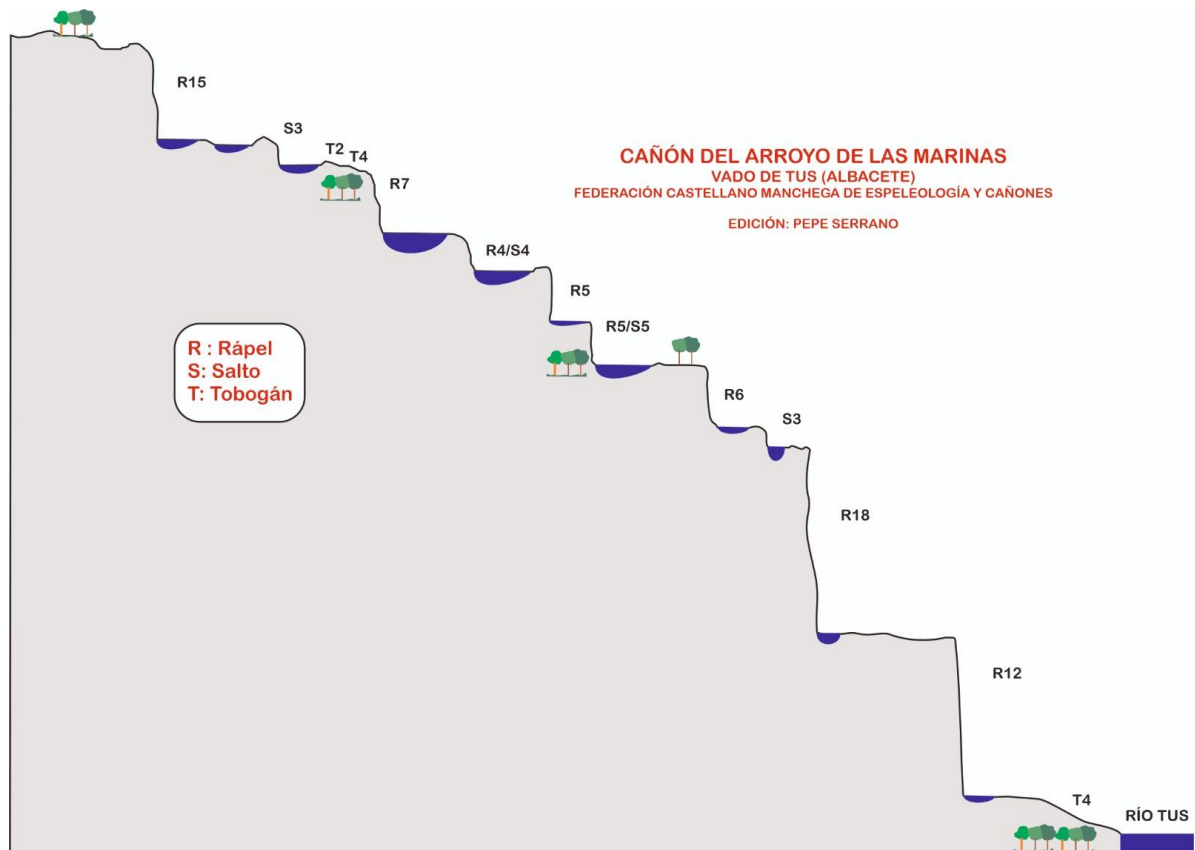 R15
S3
T2
T4
R7
CAÑÓN DEL ARROYO DE LAS MARINAS
VADO DE TUS (ALBACETE)
FEDERACIÓN CASTELLANO MANCHEGA DE ESPELEOLOGÍA Y CAÑONES
EDICIÓN: PEPE SERRANO
R4/S4
R5
R5/S5
R : Rápel
S: Salto
T: Tobogán
R6
S3
R18
R12
T4
RÍO TUS